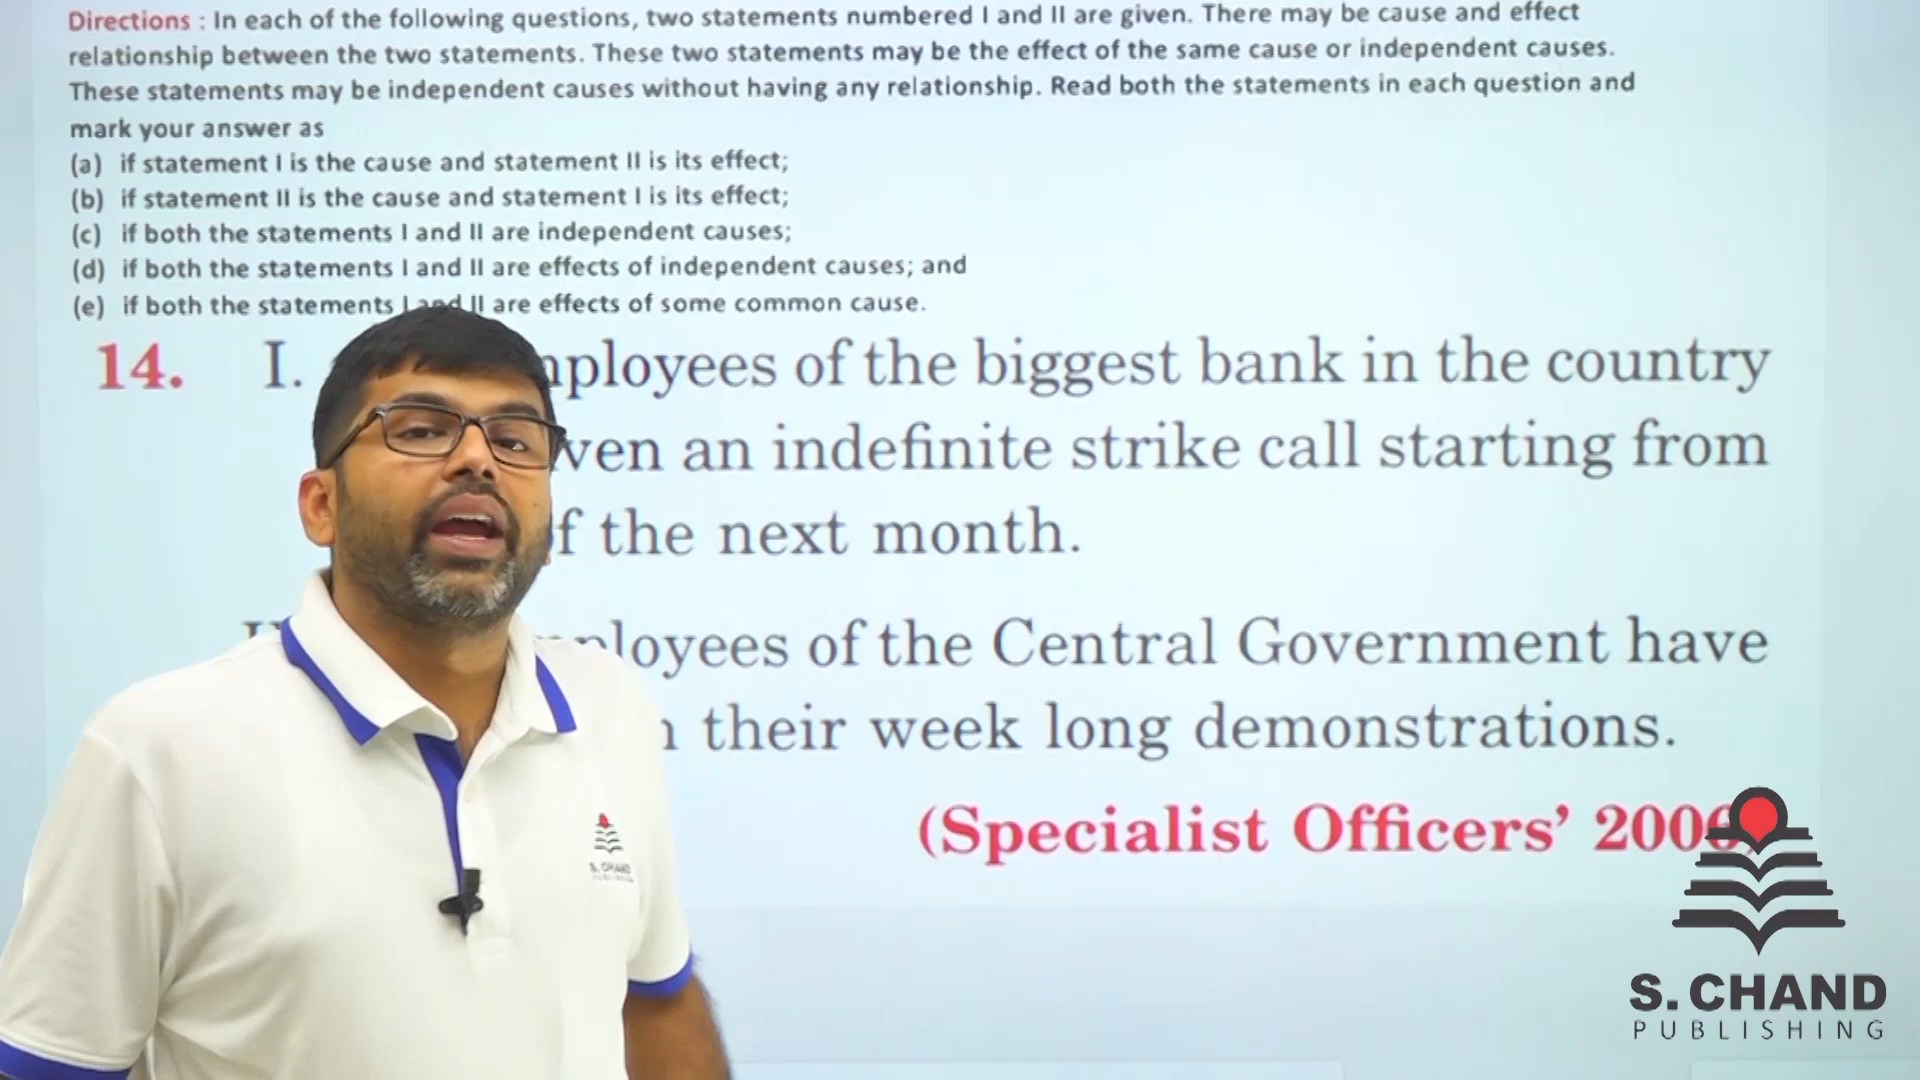 Directions : In each of the following questions, two statements numbered I and II are given. There may be cause and effect
relationship between the two statements. These two statements may be the effect of the same cause or independent causes.
These statements may be independent causes without having any relationship. Read both the statements in each question and
mark your answer as
(a) if statement I is the cause and statement II is its effect;
(b) if statement II is the cause and statement I is its effect;
(c) if both the statements I and II are independent causes;
(d) if both the statements I and II are effects of independent causes; and
(e) if both the statements I and II are effects of some common cause.
14. I. of the biggest bank in the country
an indefinite strike call starting from
the next month.
of the Central Government have
their week long demonstrations.
(Specialist Officers’
S. CHAND
S. CHAND
PUBLISHING